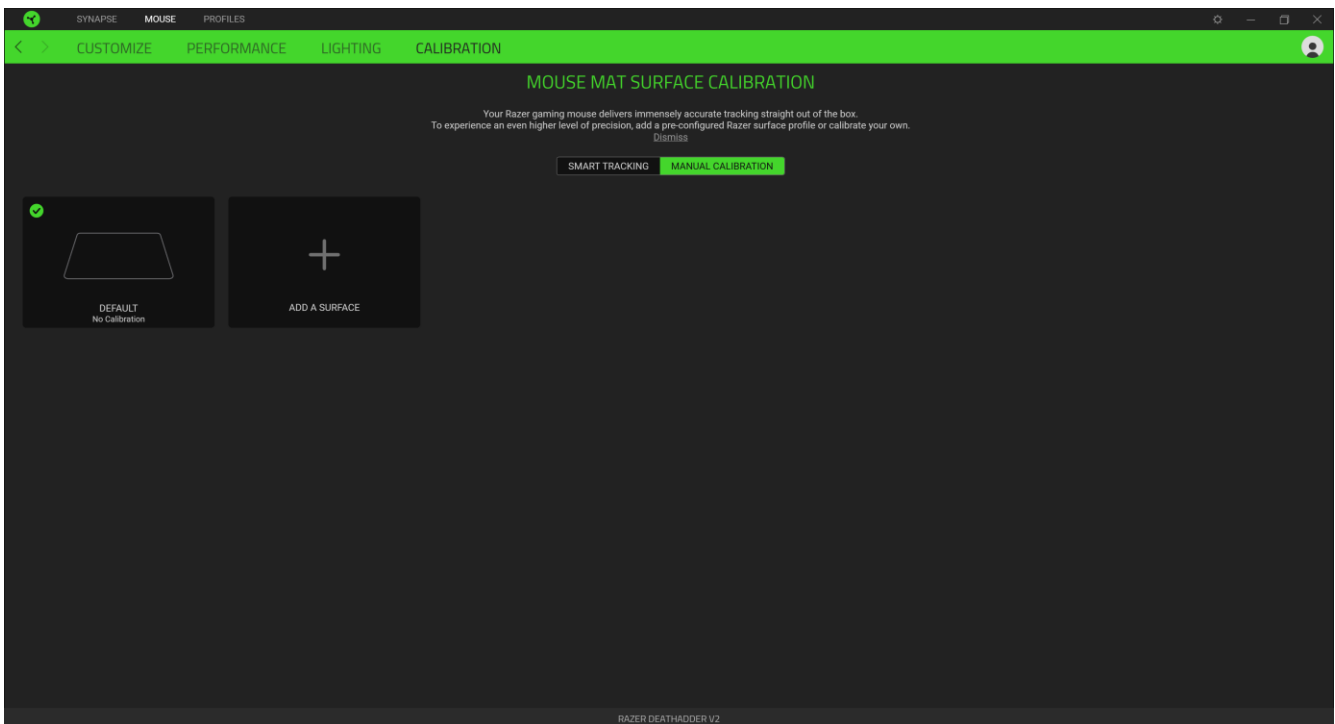 SYNAPSE MOUSE PROFILES
CUSTOMIZE PERFORMANCE LIGHTING CALIBRATION
MOUSE MAT SURFACE CALIBRATION
Your Razer gaming mouse delivers immensely accurate tracking straight out of the box.
To experience an even higher level of precision, add a pre-configured Razer surface profile or calibrate your own.
Dismiss
SMART TRACKING MANUAL CALIBRATION
DEFAULT
No Calibration
ADD A SURFACE
RAZER DEATHADDER V2